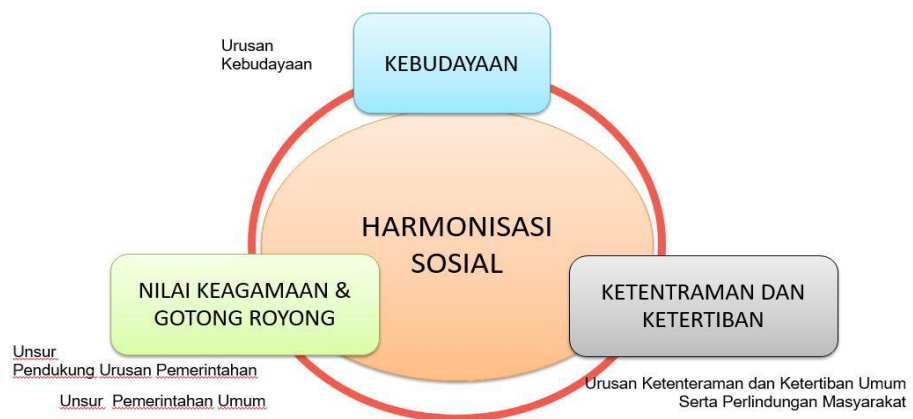 Urusan
Kebudayaan
KEBUDAYAAN
HARMONISASI
SOSIAL
NILAI KEAGAMAAN &
GOTONG ROYONG
KETENTRAMAN DAN
KETERTIBAN
Unsur
Pendukung Urusan Pemerintahan
Unsur Pemerintahan Umum
Urusan Ketenteraman dan Ketertiban Umum
Serta Perlindungan Masyarakat